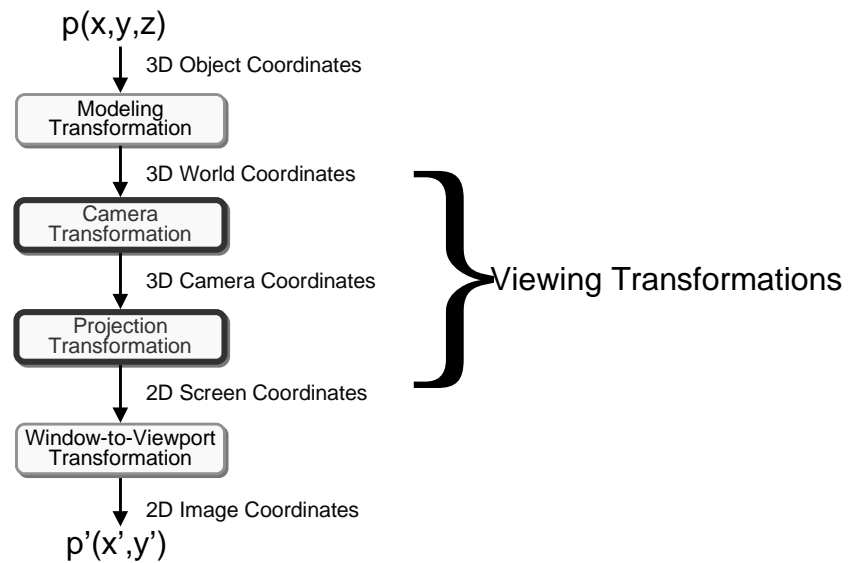 p(x,y,z)
3D Object Coordinates
Modeling
Transformation
3D World Coordinates
Camera
Transformation
3D Camera Coordinates
Viewing Transformations
Projection
Transformation
2D Screen Coordinates
Window-to-Viewport
Transformation
2D Image Coordinates
p’(x’,y’)